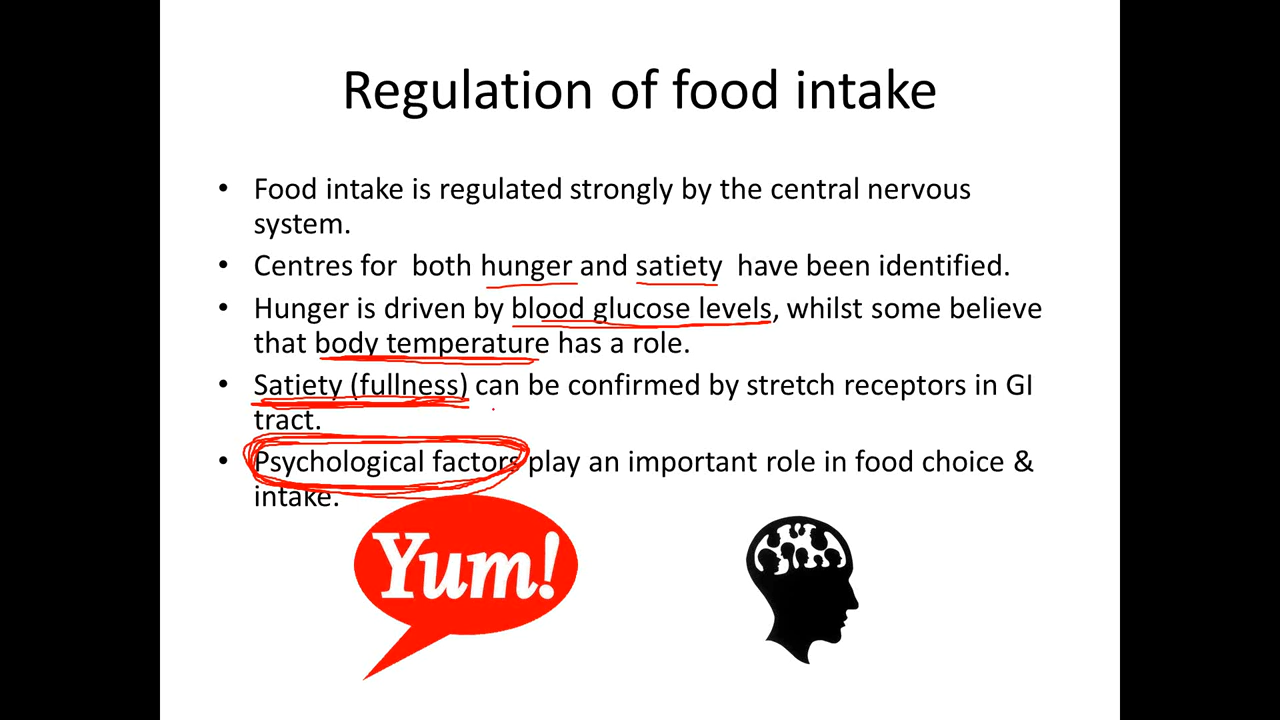 Regulation of food intake
• Food intake is regulated strongly by the central nervous
system.
• Centres for both hunger and satiety have been identified.
• Hunger is driven by blood glucose levels, whilst some believe
that body temperature has a role.
• Satiety (fullness) can be confirmed by stretch receptors in GI
tract.
• Psychological factors play an important role in food choice &
intake.
Yum!